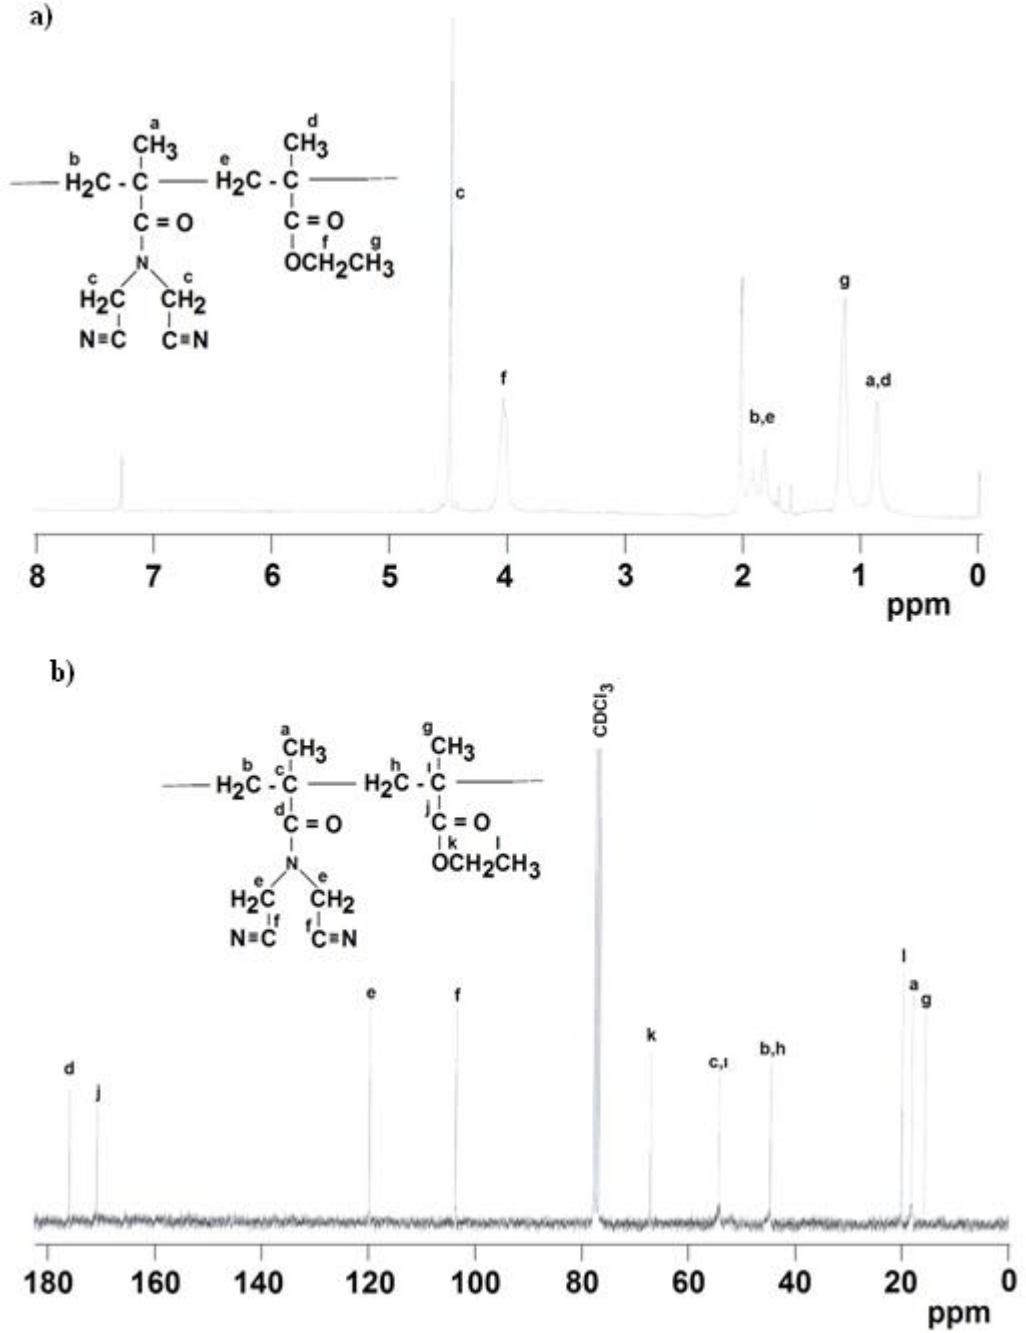 a)
a
d
CH3
CH3
b
e
H2C - C
H2C - C
c
C = O
C = O
f
g
N
OCH2CH3
c
c
H2C
CH2
N≡C
C≡N
g
f
a,d
b,e
8 7 6 5 4 3 2 1 0
ppm
b)
CDCl3
a
g
CH3
CH3
b
c
h
ı
H2C - C
H2C - C
d
j
C = O
C = O
k
l
N
OCH2CH3
e
e
H2C
CH2
f
f
N≡C
C≡N
l
e
f
a
g
k
b,h
c,ı
d
j
180 160 140 120 100 80 60 40 20 0
ppm